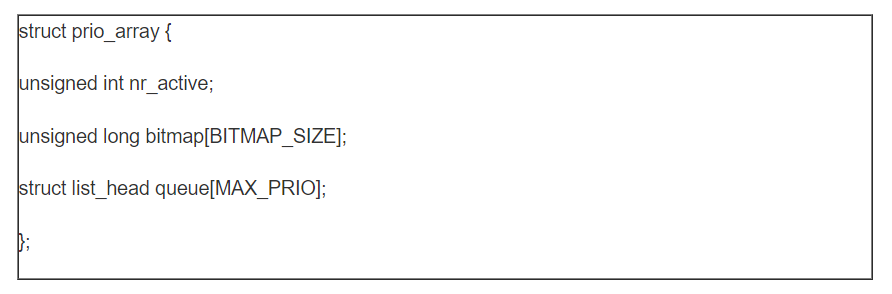 struct prio_array {
unsigned int nr_active;
unsigned long bitmap[BITMAP_SIZE];
struct list_head queue[MAX_PRIO];
};